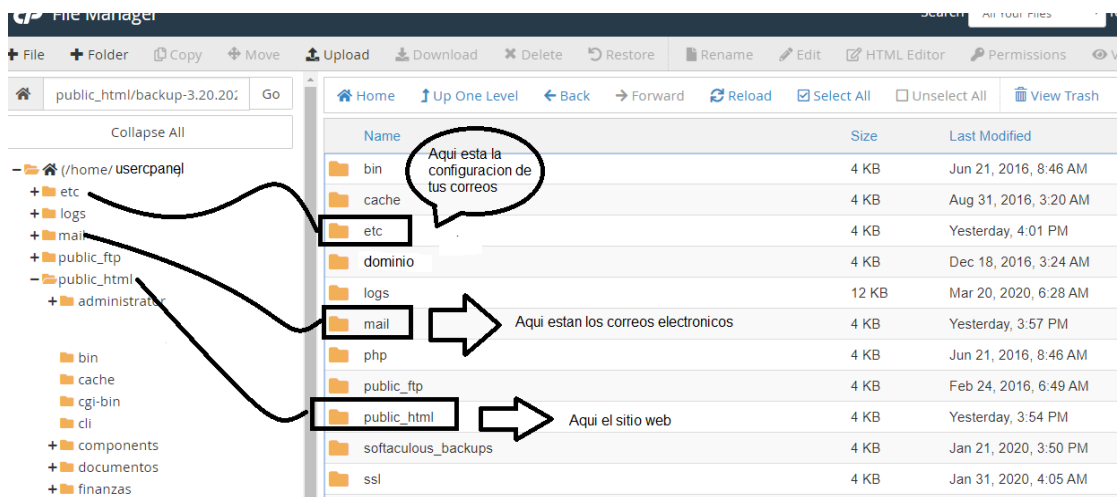 File Manager
Search All Your Files
File Folder Copy Move Upload Download Delete Restore Rename Edit HTML Editor Permissions V
public_html/backup-3.20.202 Go
Home Up One Level Back Forward Reload Select All Unselect All View Trash
Collapse All
(/home/usercpanel
etc
logs
mail
public_ftp
public_html
administrator
bin
cache
cgi-bin
cli
components
documentos
finanzas
Name Size Last Modified
bin 4 KB Jun 21, 2016, 8:46 AM
cache 4 KB Aug 31, 2016, 3:20 AM
etc 4 KB Yesterday, 4:01 PM
dominio 4 KB Dec 18, 2016, 3:24 AM
logs 12 KB Mar 20, 2020, 6:28 AM
mail 4 KB Yesterday, 3:57 PM
php 4 KB Jun 21, 2016, 8:46 AM
public_ftp 4 KB Feb 24, 2016, 6:49 AM
public_html 4 KB Yesterday, 3:54 PM
softaculous_backups 4 KB Jan 21, 2020, 3:50 PM
ssl 4 KB Jan 31, 2020, 4:05 AM
Aqui esta la
configuracion de
tus correos
Aqui estan los correos electronicos
Aqui el sitio web